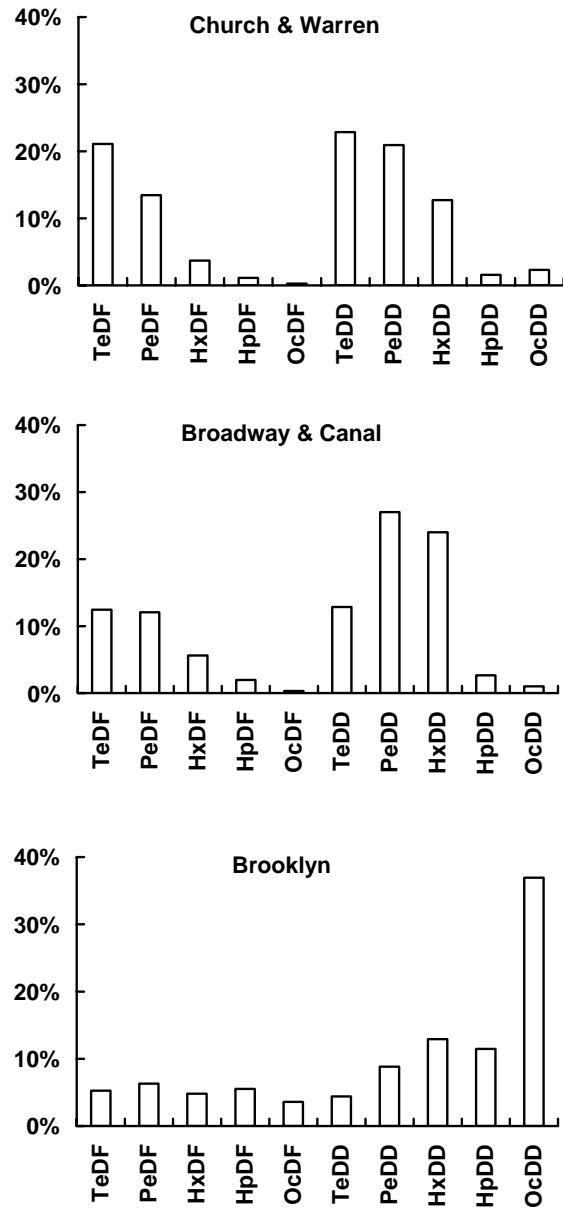 Church & Warren
40%
30%
20%
10%
0%
TeDF PeDF HxDF HpDF OcDF TeDD PeDD HxDD HpDD OcDD
Broadway & Canal
40%
30%
20%
10%
0%
TeDF PeDF HxDF HpDF OcDF TeDD PeDD HxDD HpDD OcDD
Brooklyn
40%
30%
20%
10%
0%
TeDF PeDF HxDF HpDF OcDF TeDD PeDD HxDD HpDD OcDD